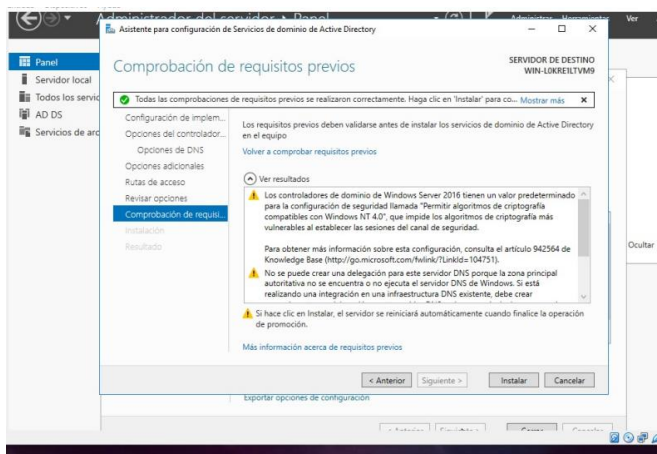 Administrador del servidor ▸ Panel
Administrar Herramientas Ver
Asistente para configuración de Servicios de dominio de Active Directory
Comprobación de requisitos previos
SERVIDOR DE DESTINO
WIN-L0KREILTVM9
Panel
Servidor local
Todos los servic
AD DS
Servicios de arc
Todas las comprobaciones de requisitos previos se realizaron correctamente. Haga clic en 'Instalar' para co... Mostrar más
Configuración de implem...
Opciones del controlador...
Opciones de DNS
Opciones adicionales
Rutas de acceso
Revisar opciones
Comprobación de requisi...
Instalación
Resultado
Los requisitos previos deben validarse antes de instalar los servicios de dominio de Active Directory
en el equipo
Volver a comprobar requisitos previos
Ver resultados
Los controladores de dominio de Windows Server 2016 tienen un valor predeterminado
para la configuración de seguridad llamada "Permitir algoritmos de criptografía
compatibles con Windows NT 4.0", que impide los algoritmos de criptografía más
vulnerables al establecer las sesiones del canal de seguridad.
Para obtener más información sobre esta configuración, consulta el artículo 942564 de
Knowledge Base (http://go.microsoft.com/fwlink/?LinkId=104751).
No se puede crear una delegación para este servidor DNS porque la zona principal
autoritativa no se encuentra o no ejecuta el servidor DNS de Windows. Si está
realizando una integración en una infraestructura DNS existente, debe crear
Si hace clic en Instalar, el servidor se reiniciará automáticamente cuando finalice la operación
de promoción.
Más información acerca de requisitos previos
< Anterior Siguiente > Instalar Cancelar
Ocultar
Exportar opciones de configuración